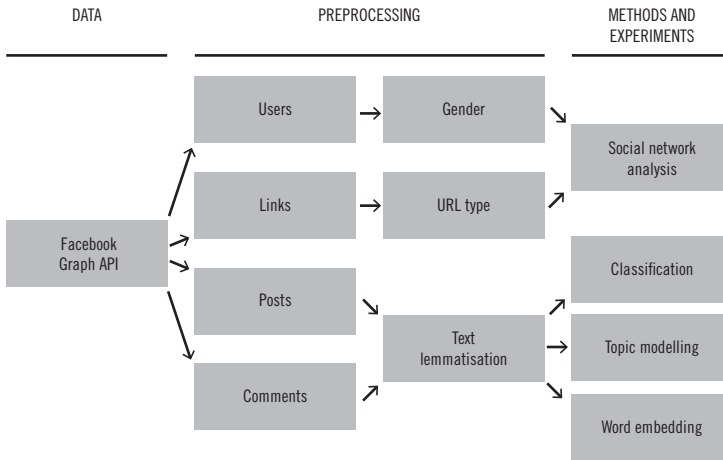 DATA
PREPROCESSING
METHODS AND
EXPERIMENTS
Users
Gender
Social network
analysis
Links
URL type
Facebook
Graph API
Classification
Posts
Text
lemmatisation
Topic modelling
Comments
Word embedding